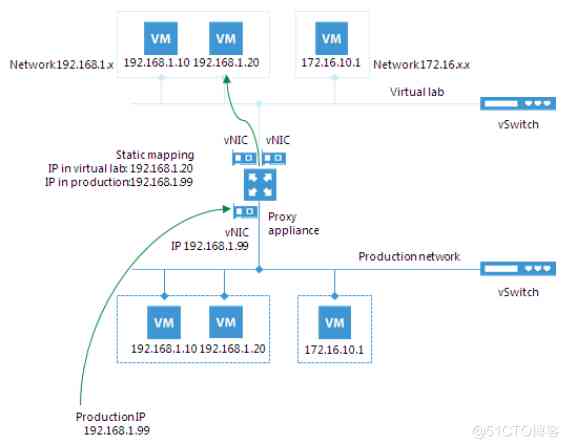 VM
VM
VM
Network 192.168.1.x
192.168.1.10
192.168.1.20
172.16.10.1
Network 172.16.x.x
Virtual lab
vSwitch
vNIC
vNIC
Static mapping
IP in virtual lab: 192.168.1.20
IP in production:192.168.1.99
Proxy
appliance
vNIC
IP 192.168.1.99
Production network
vSwitch
VM
VM
VM
192.168.1.10
192.168.1.20
172.16.10.1
Production IP
192.168.1.99
@51CTO博客